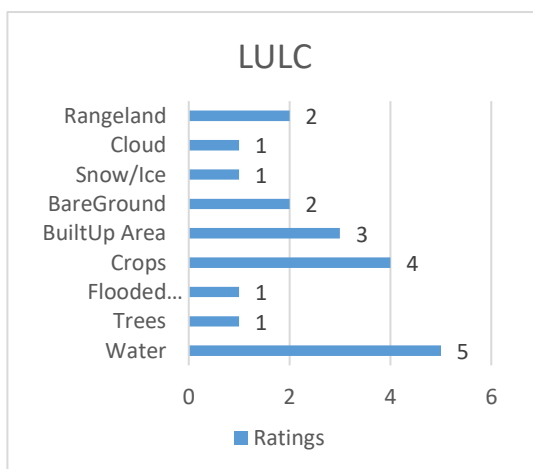 LULC
Rangeland 2
Cloud 1
Snow/Ice 1
BareGround 2
BuiltUp Area 3
Crops 4
Flooded... 1
Trees 1
Water 5
0 2 4 6
Ratings